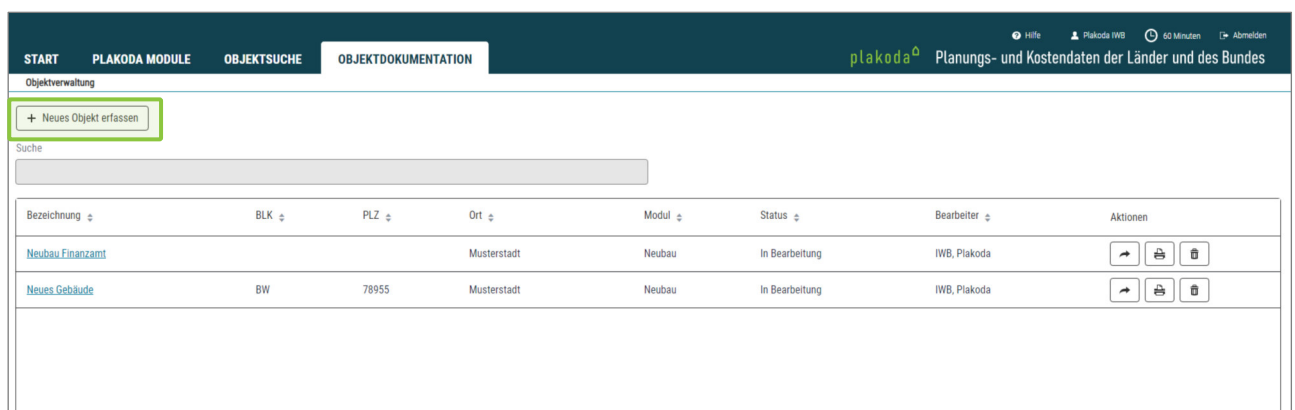 Hilfe Plakoda IWB 60 Minuten Abmelden
START PLAKODA MODULE OBJEKTSUCHE OBJEKTDOKUMENTATION plakoda Planungs- und Kostendaten der Länder und des Bundes
Objektverwaltung
+ Neues Objekt erfassen
Suche
Bezeichnung BLK PLZ Ort Modul Status Bearbeiter Aktionen
Neubau Finanzamt Musterstadt Neubau In Bearbeitung IWB, Plakoda
Neues Gebäude BW 78955 Musterstadt Neubau In Bearbeitung IWB, Plakoda